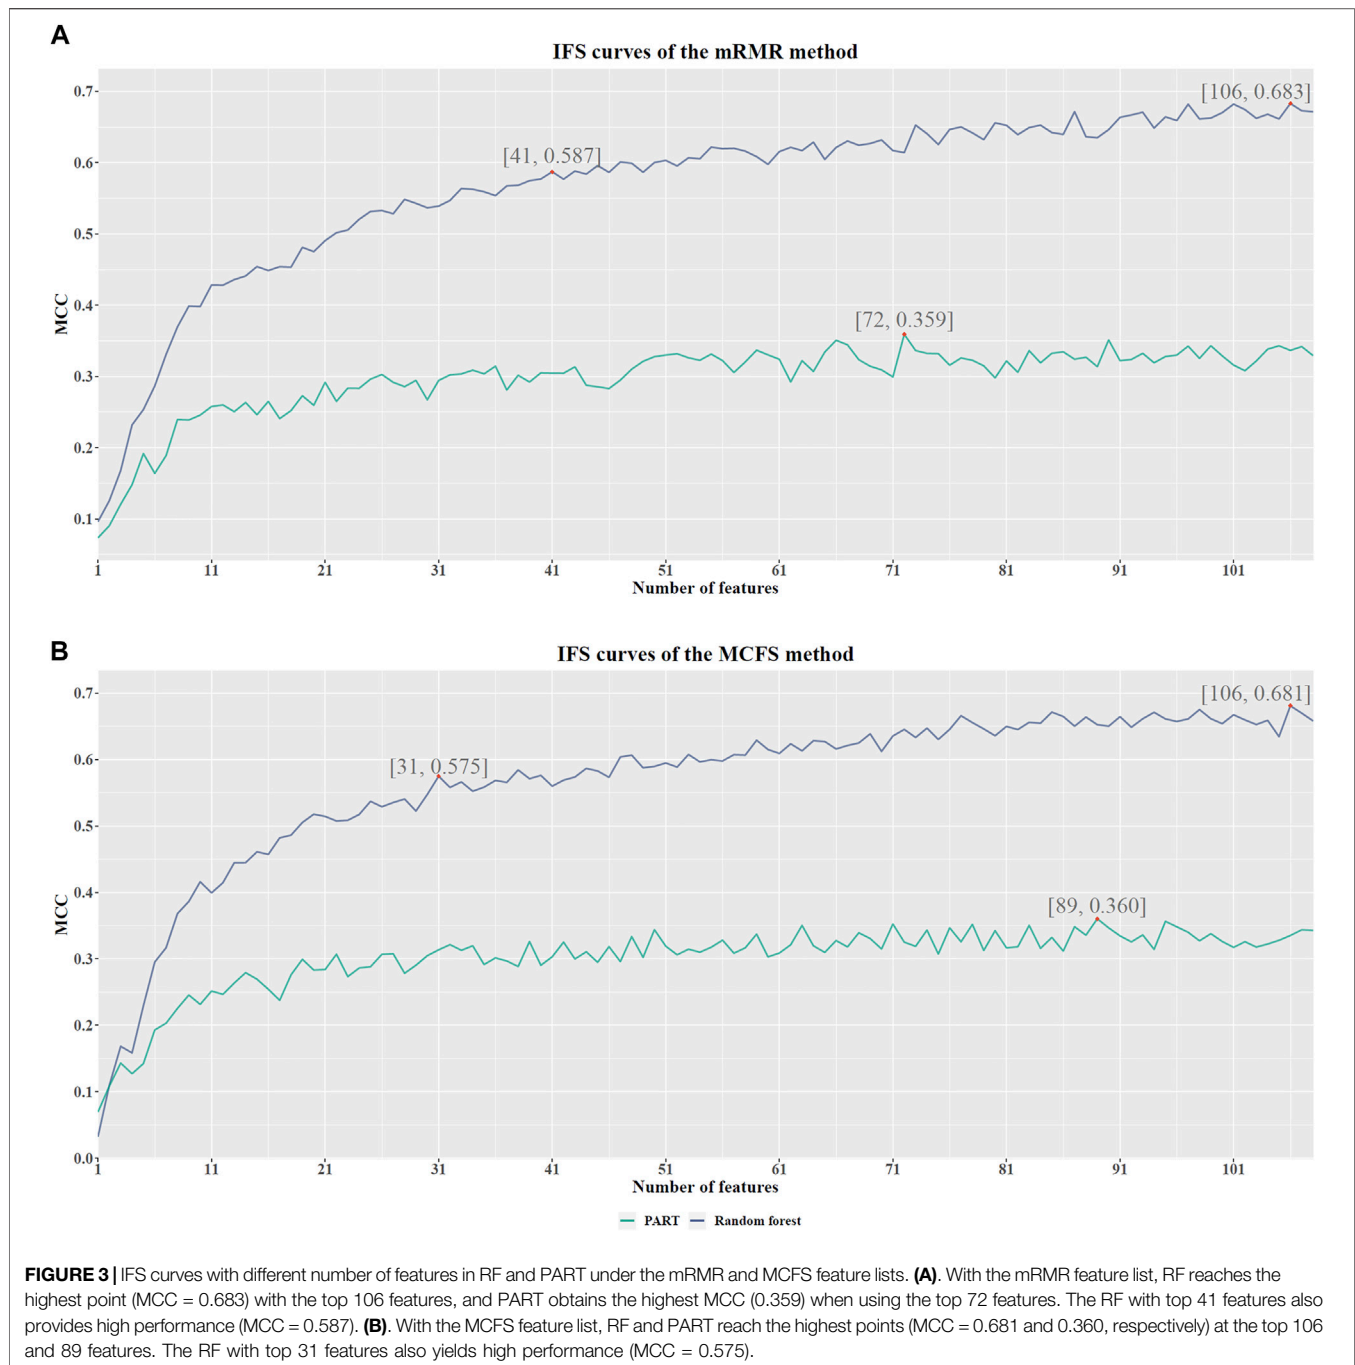 A
IFS curves of the mRMR method
MCC
0.7
0.6
0.5
0.4
0.3
0.2
0.1
[106, 0.683]
[41, 0.587]
[72, 0.359]
1 11 21 31 41 51 61 71 81 91 101
Number of features
B
IFS curves of the MCFS method
MCC
0.7
0.6
0.5
0.4
0.3
0.2
0.1
0.0
[106, 0.681]
[31, 0.575]
[89, 0.360]
1 11 21 31 41 51 61 71 81 91 101
Number of features
PART Random forest
FIGURE 3 | IFS curves with different number of features in RF and PART under the mRMR and MCFS feature lists. (A). With the mRMR feature list, RF reaches the
highest point (MCC = 0.683) with the top 106 features, and PART obtains the highest MCC (0.359) when using the top 72 features. The RF with top 41 features also
provides high performance (MCC = 0.587). (B). With the MCFS feature list, RF and PART reach the highest points (MCC = 0.681 and 0.360, respectively) at the top 106
and 89 features. The RF with top 31 features also yields high performance (MCC = 0.575).